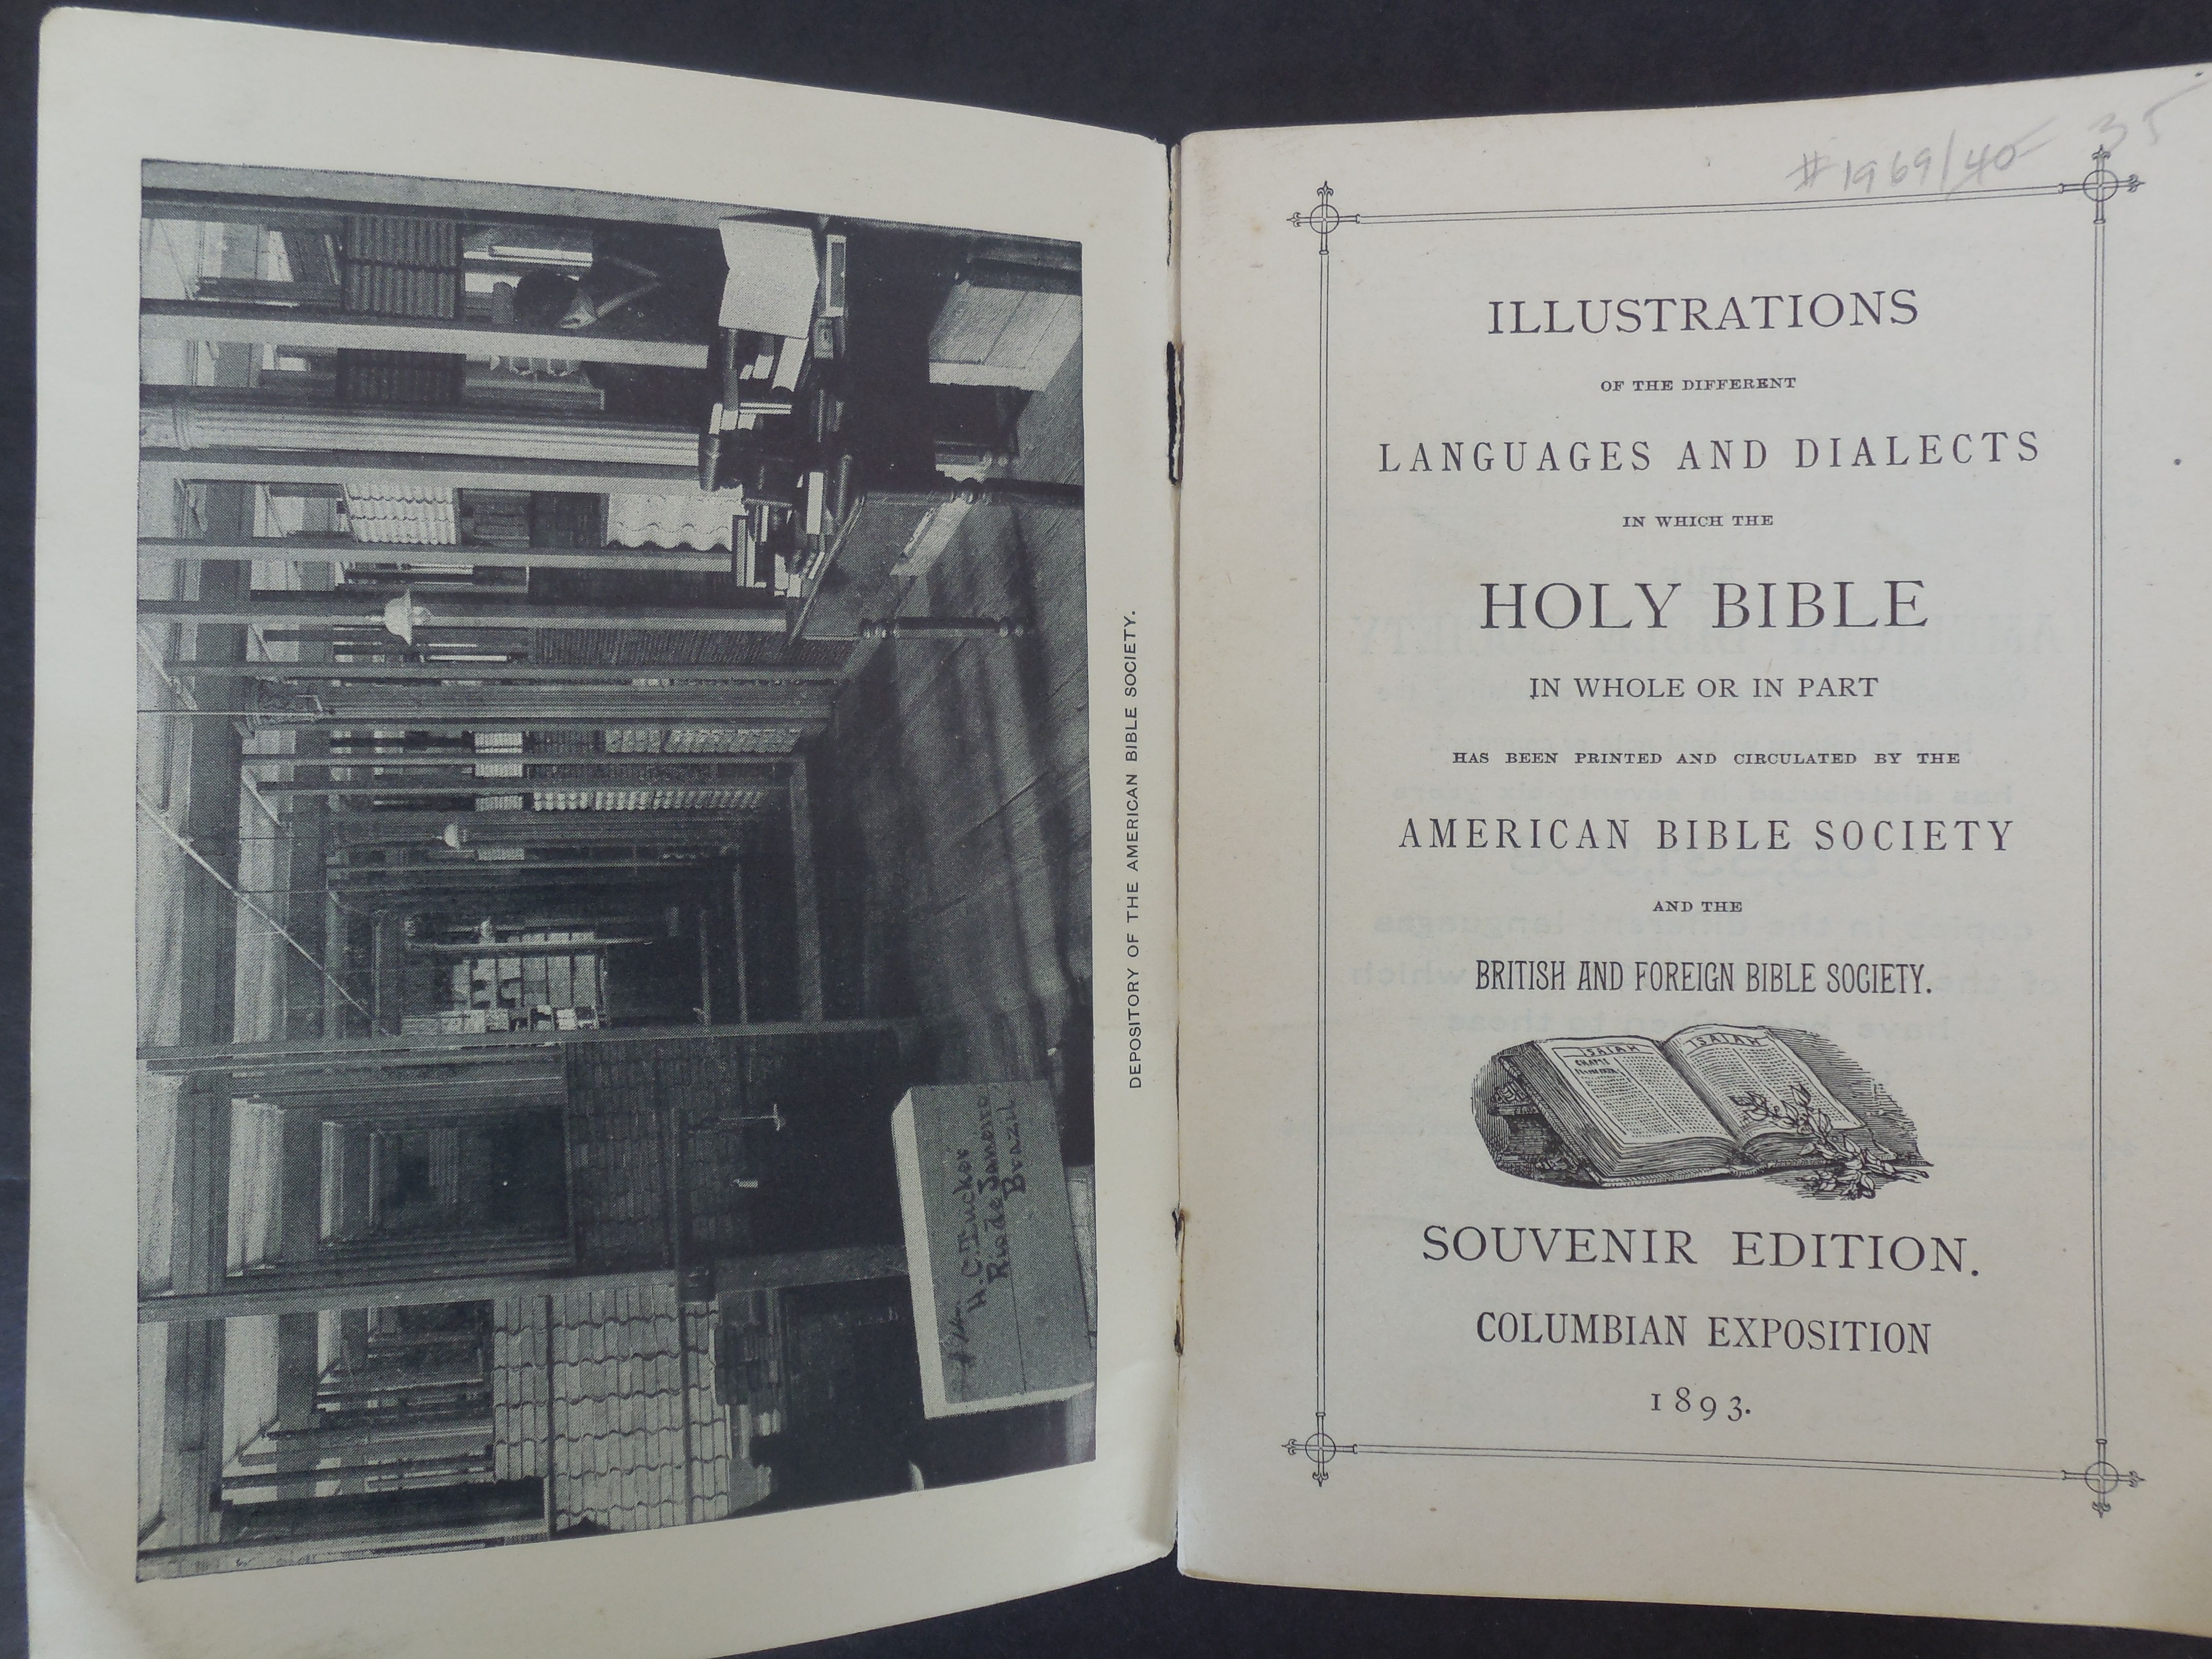 DEPOSITORY OF THE AMERICAN BIBLE SOCIETY.
H. C. Tucker
Rio de Janeiro
Brazil
#1969/40 35
ILLUSTRATIONS
OF THE DIFFERENT
LANGUAGES AND DIALECTS
IN WHICH THE
HOLY BIBLE
IN WHOLE OR IN PART
HAS BEEN PRINTED AND CIRCULATED BY THE
AMERICAN BIBLE SOCIETY
AND THE
BRITISH AND FOREIGN BIBLE SOCIETY.
ISAIAH ISAIAH
SOUVENIR EDITION.
COLUMBIAN EXPOSITION
1893.